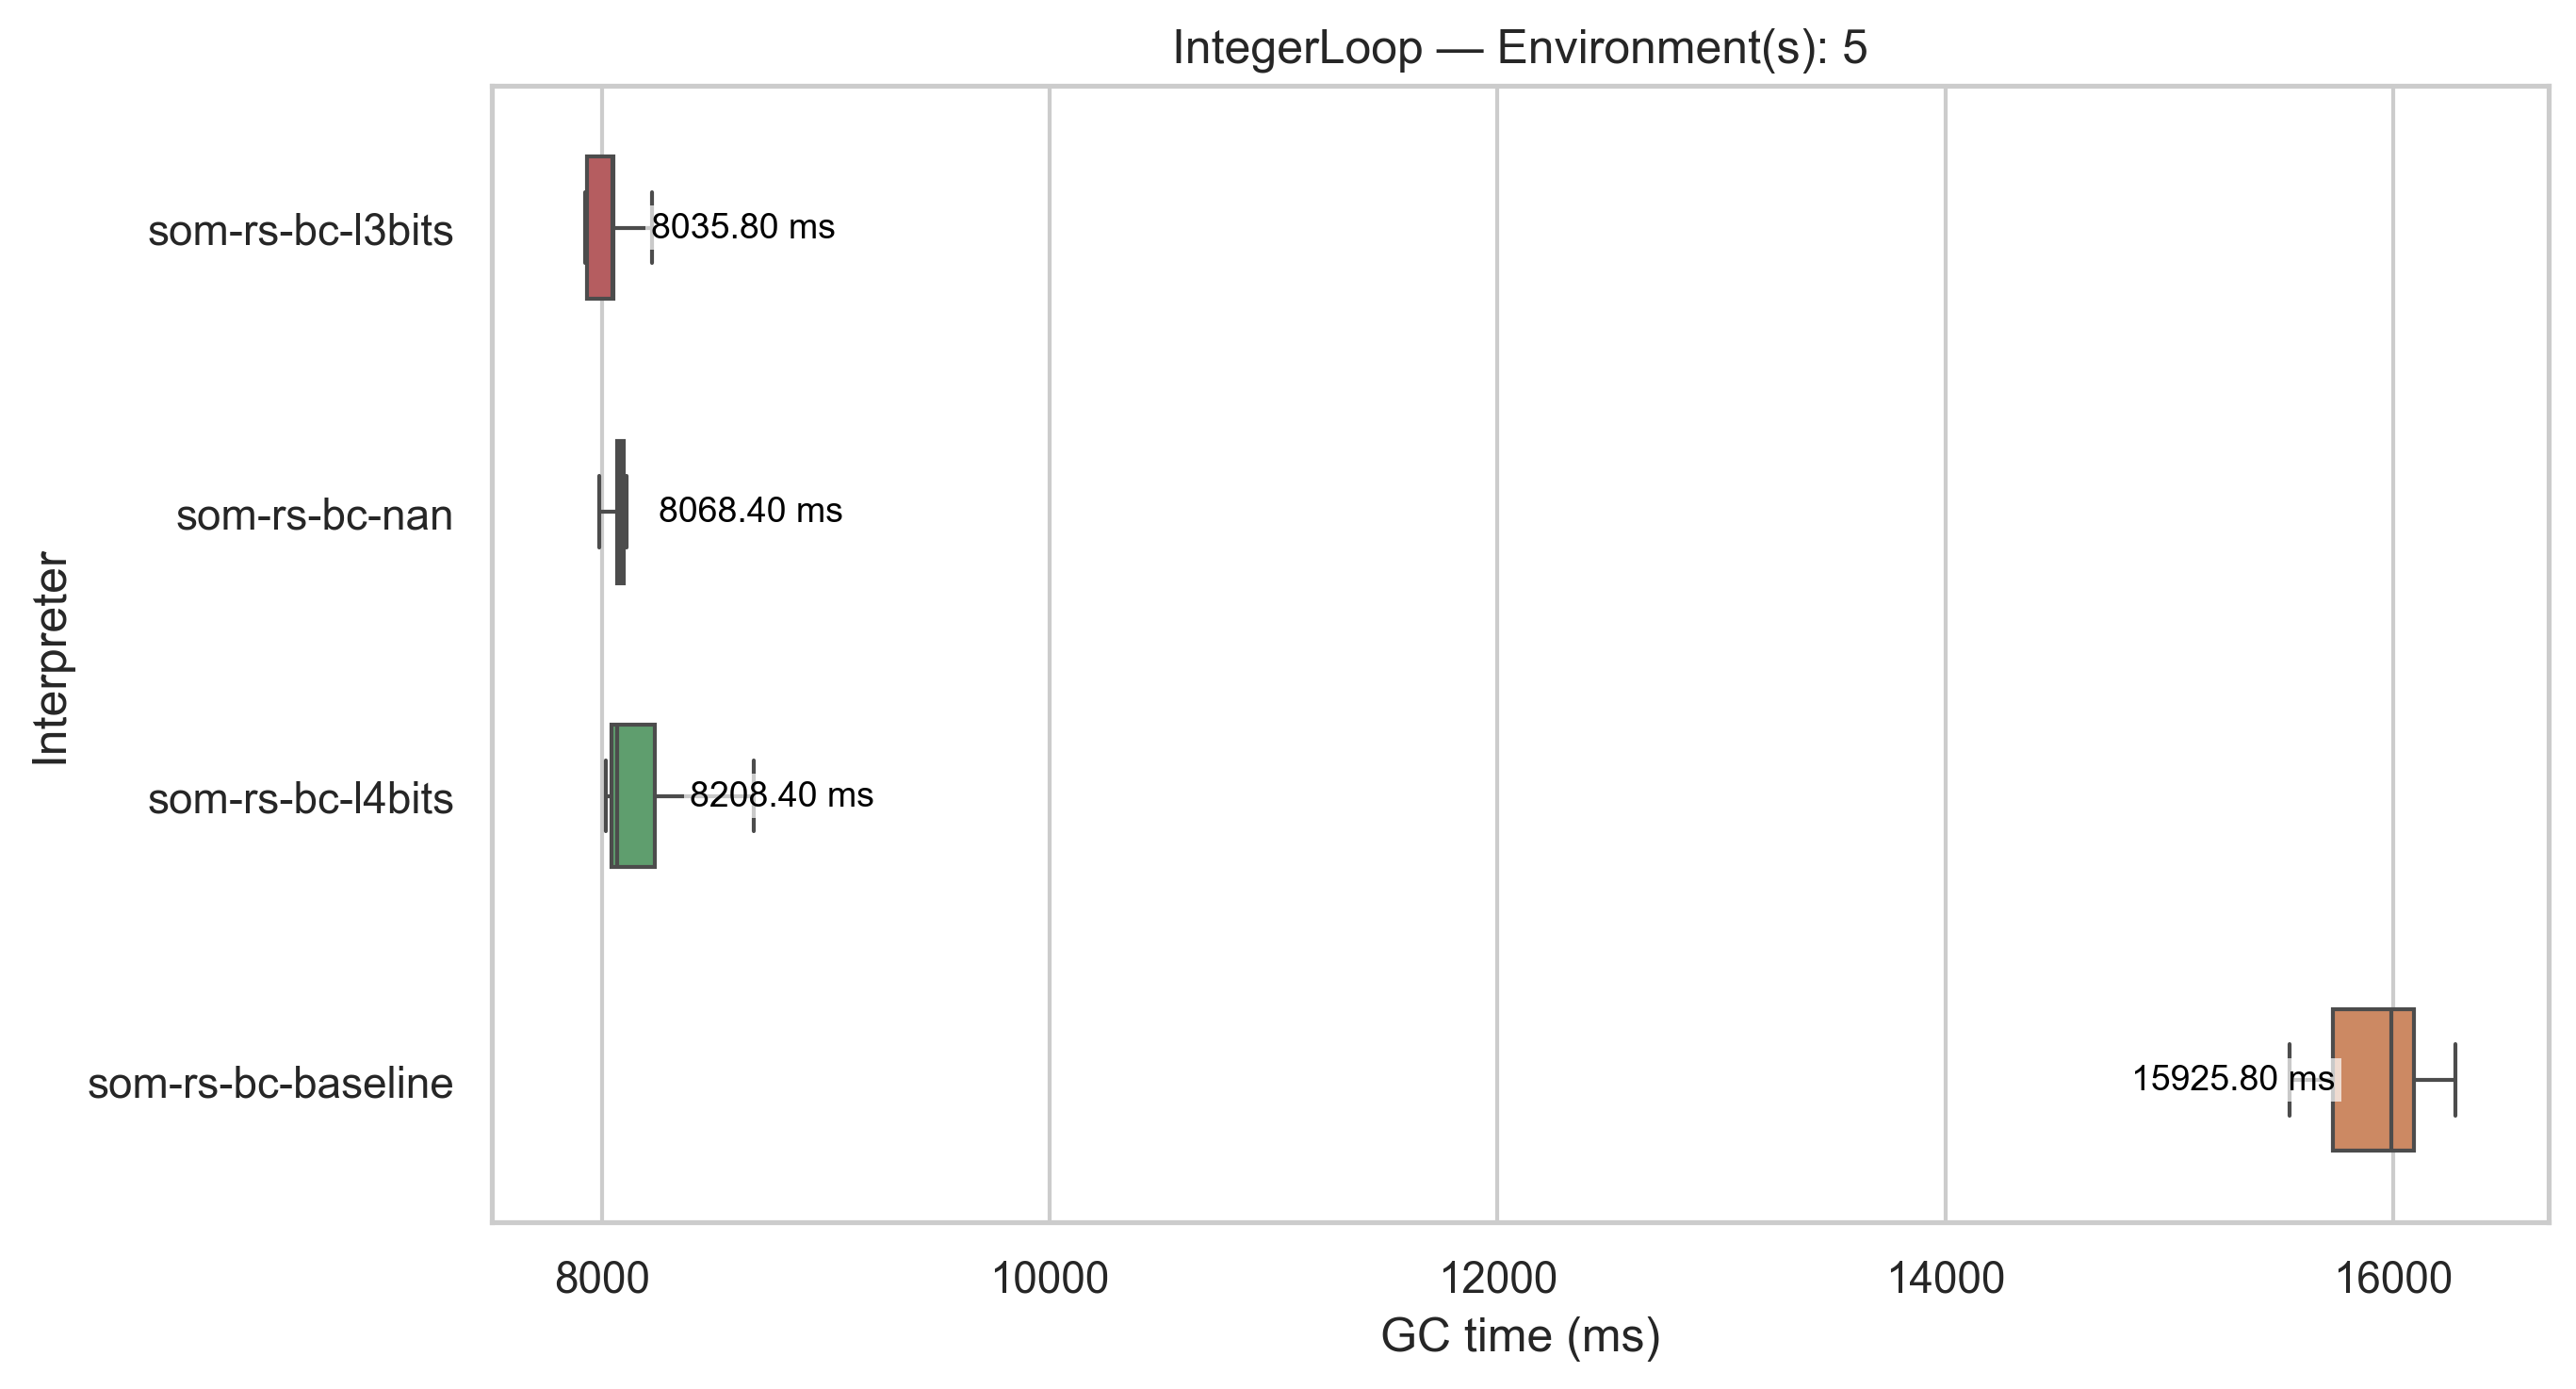 IntegerLoop — Environment(s): 5
som-rs-bc-l3bits
8035.80 ms
som-rs-bc-nan
8068.40 ms
som-rs-bc-l4bits
8208.40 ms
som-rs-bc-baseline
15925.80 ms
Interpreter
8000 10000 12000 14000 16000
GC time (ms)